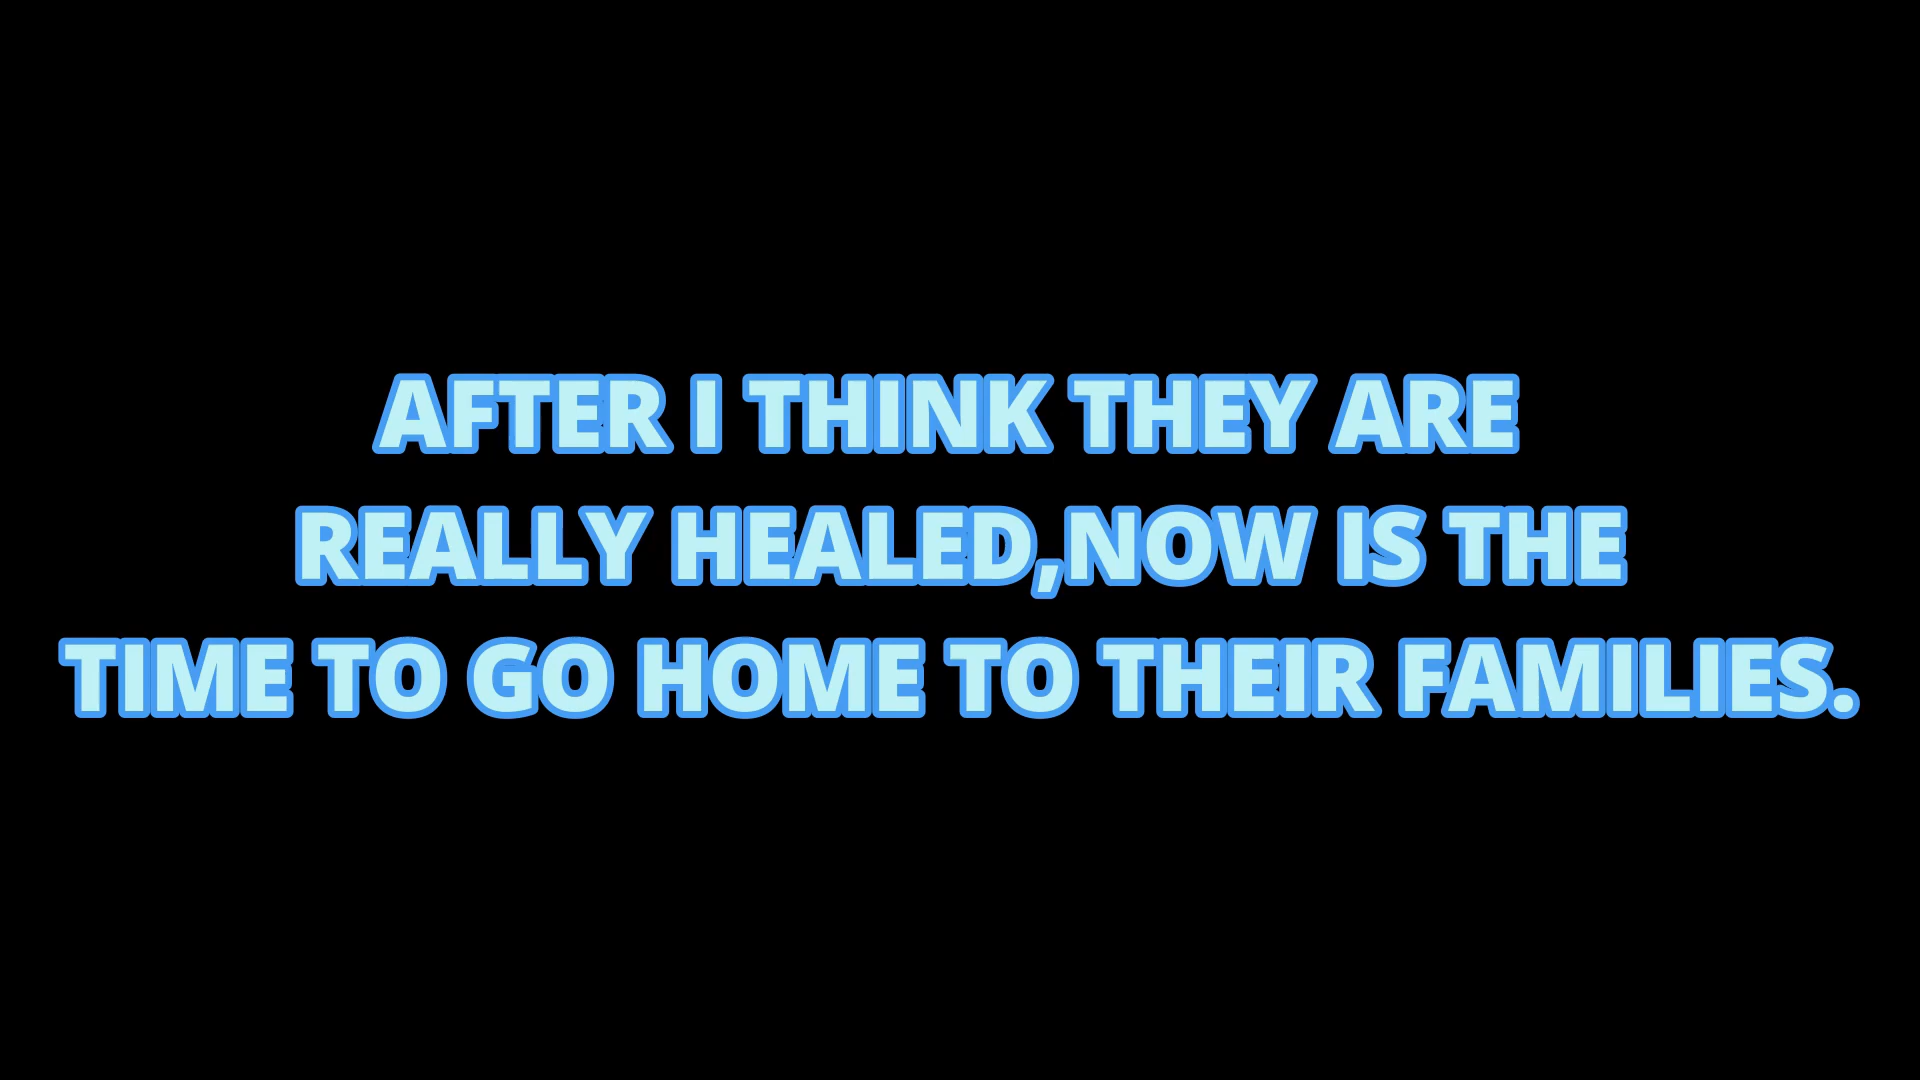 AFTER I THINK THEY ARE
REALLY HEALED,NOW IS THE
TIME TO GO HOME TO THEIR FAMILIES.